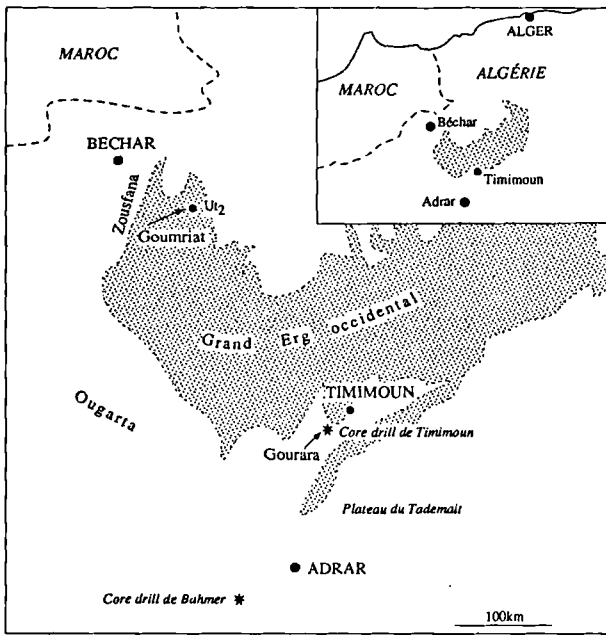 MAROC
BECHAR
Zousfana
Ut2
Goumriat
Grand Erg occidental
Ougarta
TIMIMOUN
Core drill de Timimoun
Gourara
Plateau du Tademait
ADRAR
Core drill de Buhmer
100km
ALGER
MAROC
ALGÉRIE
Béchar
Timimoun
Adrar